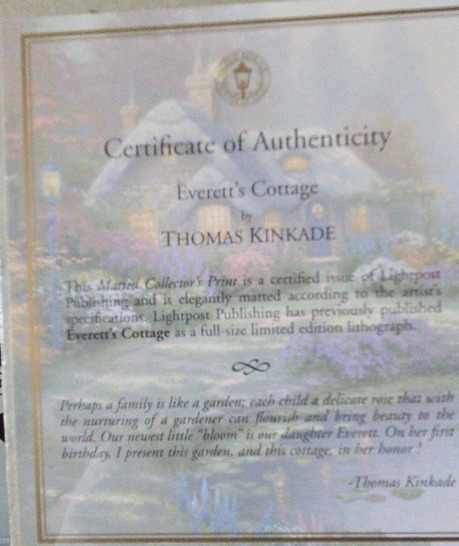 Certificate of Authenticity
Everett's Cottage
by
THOMAS KINKADE
This Matted Collector's Print is a certified issue of Lightpost
Publishing and is elegantly matted according to the artist's
specifications. Lightpost Publishing has previously published
Everett's Cottage as a full-size limited edition lithograph.
Perhaps a family is like a garden; each child a delicate rose that with
the nurturing of a gardener can flourish and bring beauty to the
world. Our newest little "bloom" is our daughter Everett. On her first
birthday, I present this garden, and this cottage, in her honor!
-Thomas Kinkade